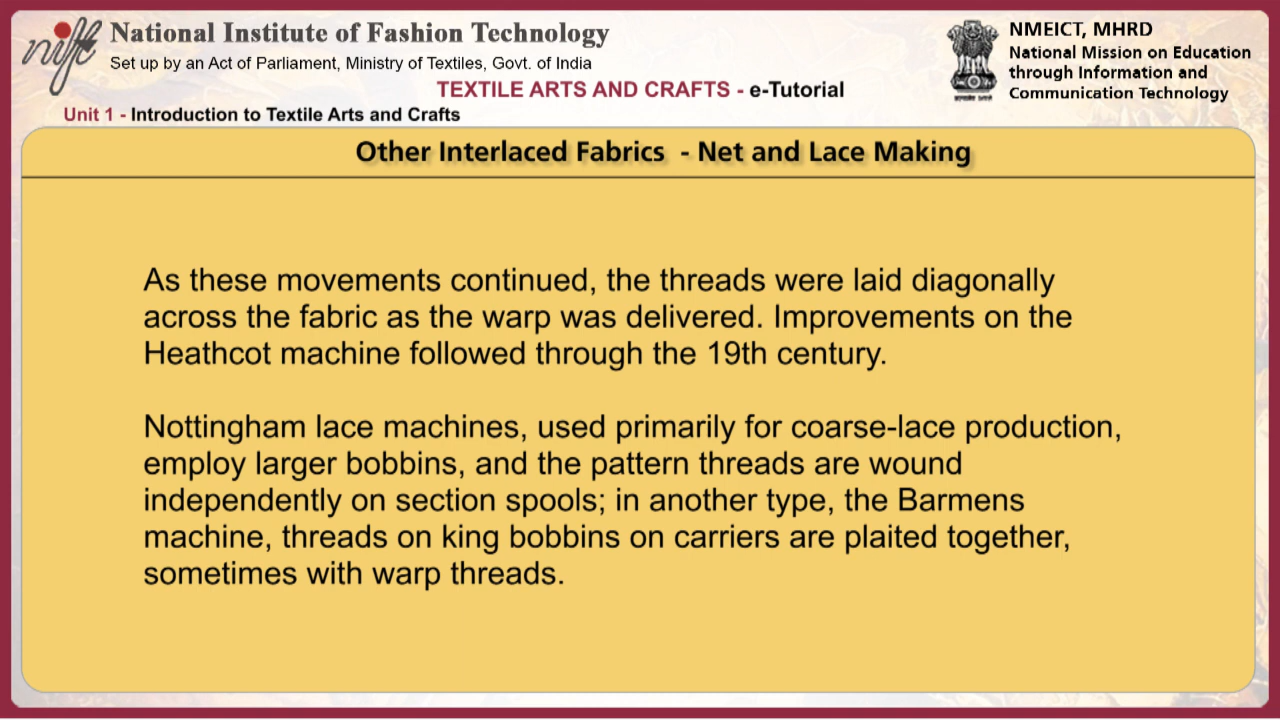 nift
National Institute of Fashion Technology
Set up by an Act of Parliament, Ministry of Textiles, Govt. of India
NMEICT, MHRD
National Mission on Education
through Information and
Communication Technology
TEXTILE ARTS AND CRAFTS - e-Tutorial
Unit 1 - Introduction to Textile Arts and Crafts
Other Interlaced Fabrics - Net and Lace Making
As these movements continued, the threads were laid diagonally
across the fabric as the warp was delivered. Improvements on the
Heathcot machine followed through the 19th century.
Nottingham lace machines, used primarily for coarse-lace production,
employ larger bobbins, and the pattern threads are wound
independently on section spools; in another type, the Barmens
machine, threads on king bobbins on carriers are plaited together,
sometimes with warp threads.